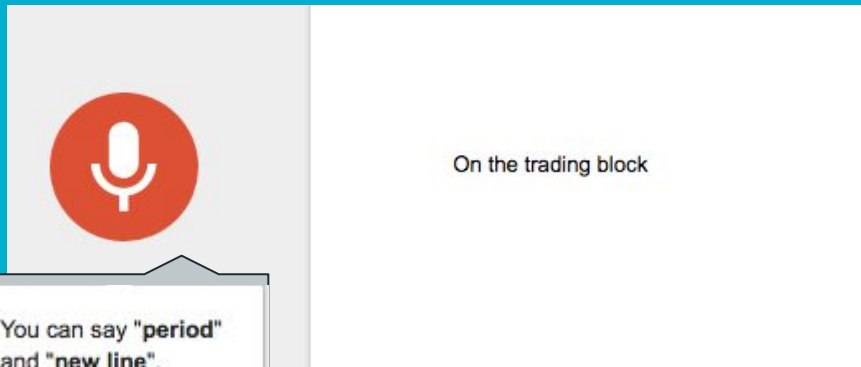 On the trading block
You can say "period"
and "new line".